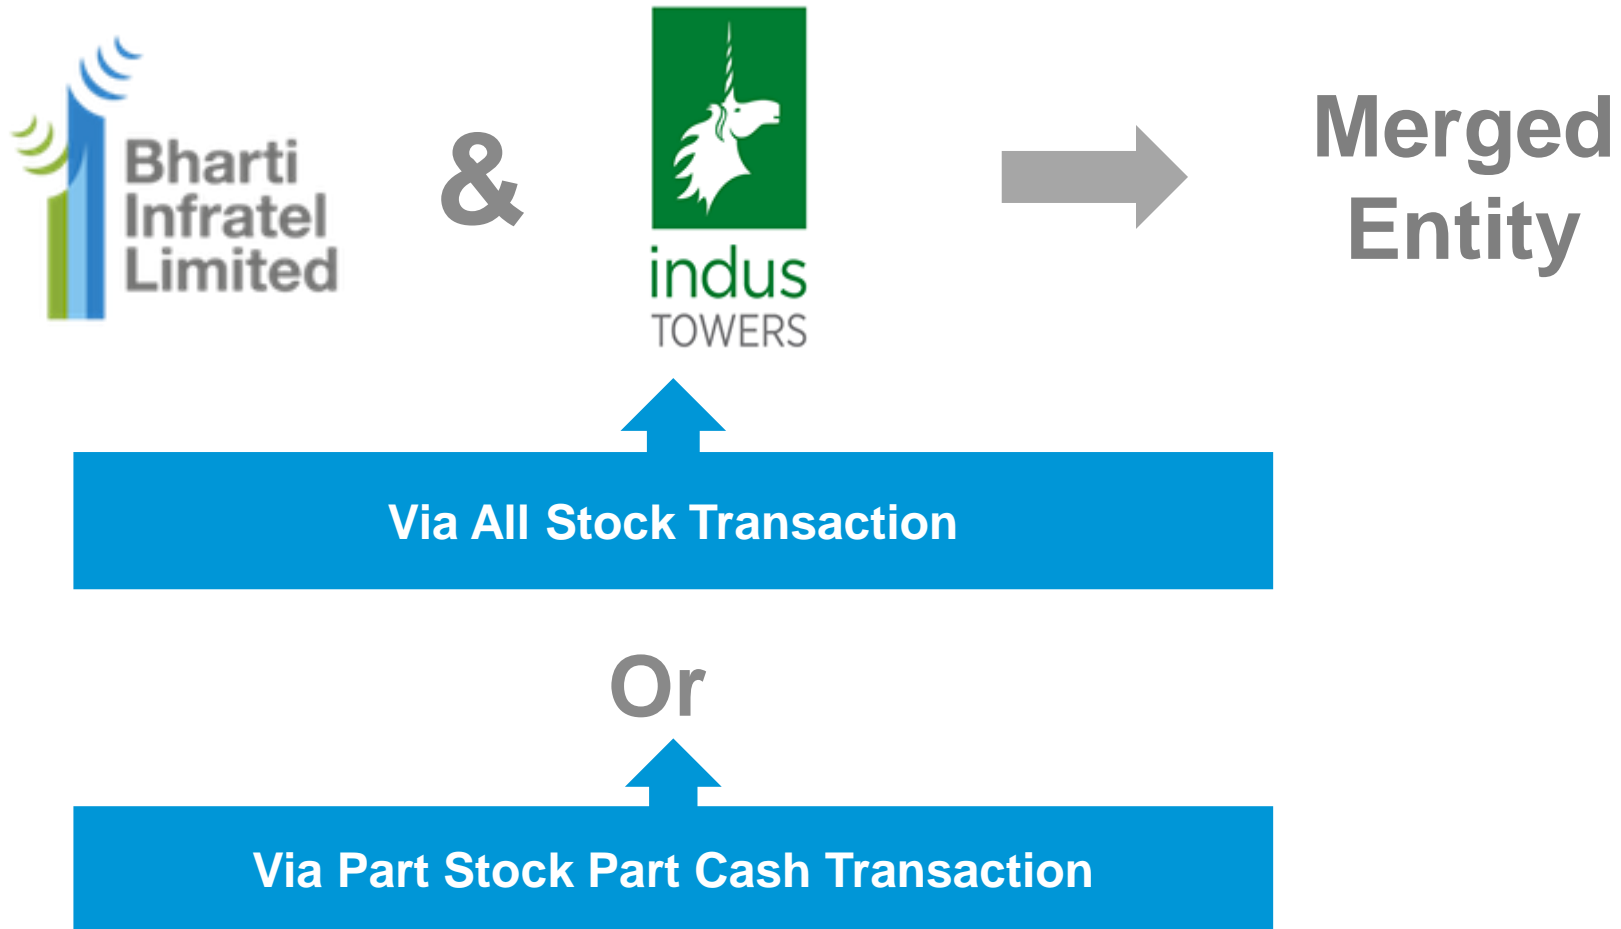 Bharti
Infratel
Limited
&
indus
TOWERS
Merged
Entity
Via All Stock Transaction
Or
Via Part Stock Part Cash Transaction